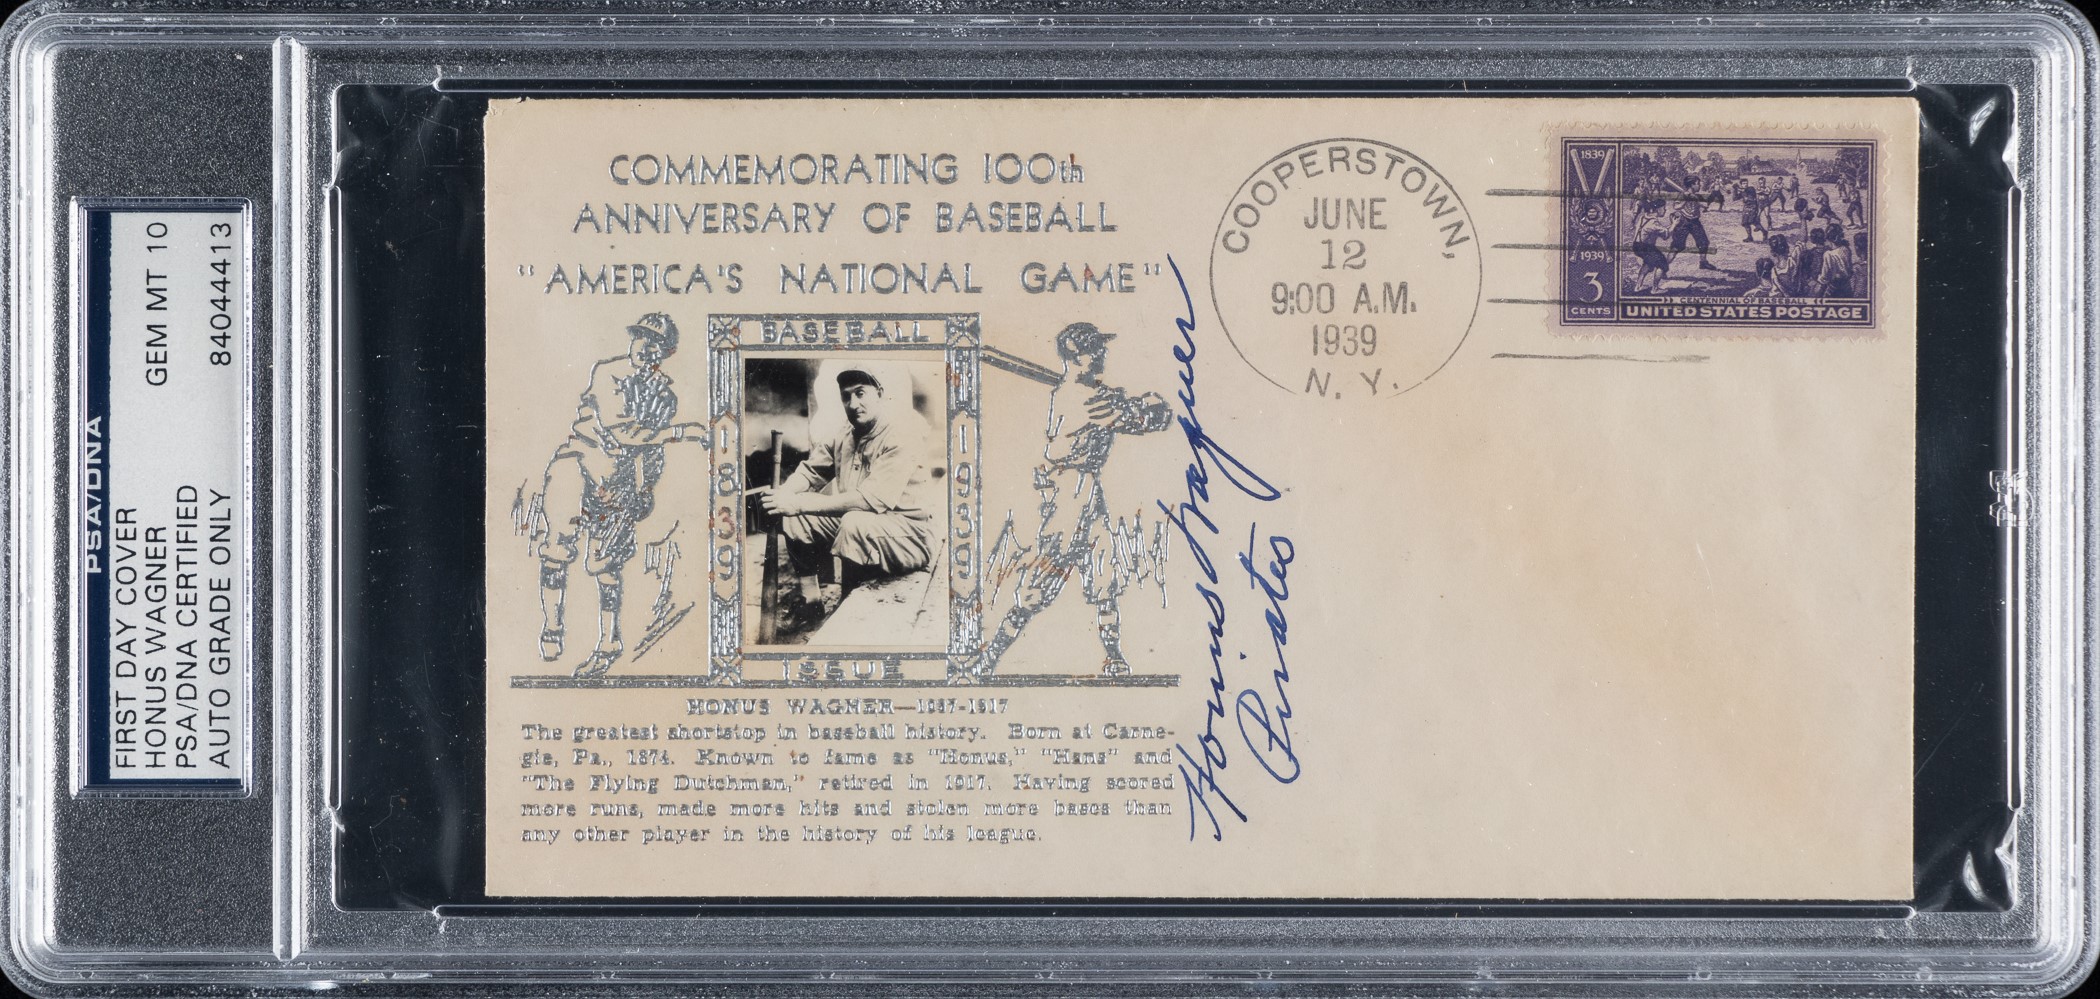 PSA/DNA
FIRST DAY COVER
GEM MT 10
HONUS WAGNER
PSA/DNA CERTIFIED
AUTO GRADE ONLY
84044413
COMMEMORATING 100th
ANNIVERSARY OF BASEBALL
"AMERICA'S NATIONAL GAME"
BASEBALL
1839
1939
ISSUE
HONUS WAGNER—1897-1917
The greatest shortstop in baseball history. Born at Carne-
gie, Pa., 1874. Known to fame as "Honus," "Hans" and
"The Flying Dutchman," retired in 1917. Having scored
more runs, made more hits and stolen more bases than
any other player in the history of his league.
Honus Wagner
Pirates
COOPERSTOWN,
JUNE
12
9:00 A.M.
1939
N. Y.
1839
1939
3
CENTS
CENTENNIAL OF BASEBALL
UNITED STATES POSTAGE